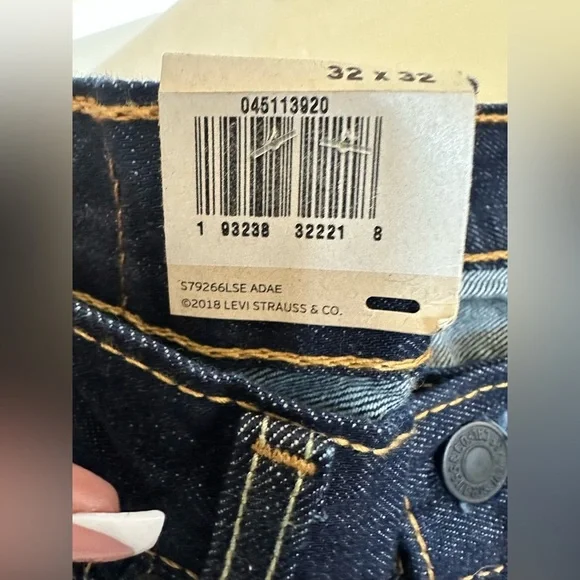 32 x 32
045113920
1 93238 32221 8
S79266LSE ADAE
©2018 LEVI STRAUSS & CO.